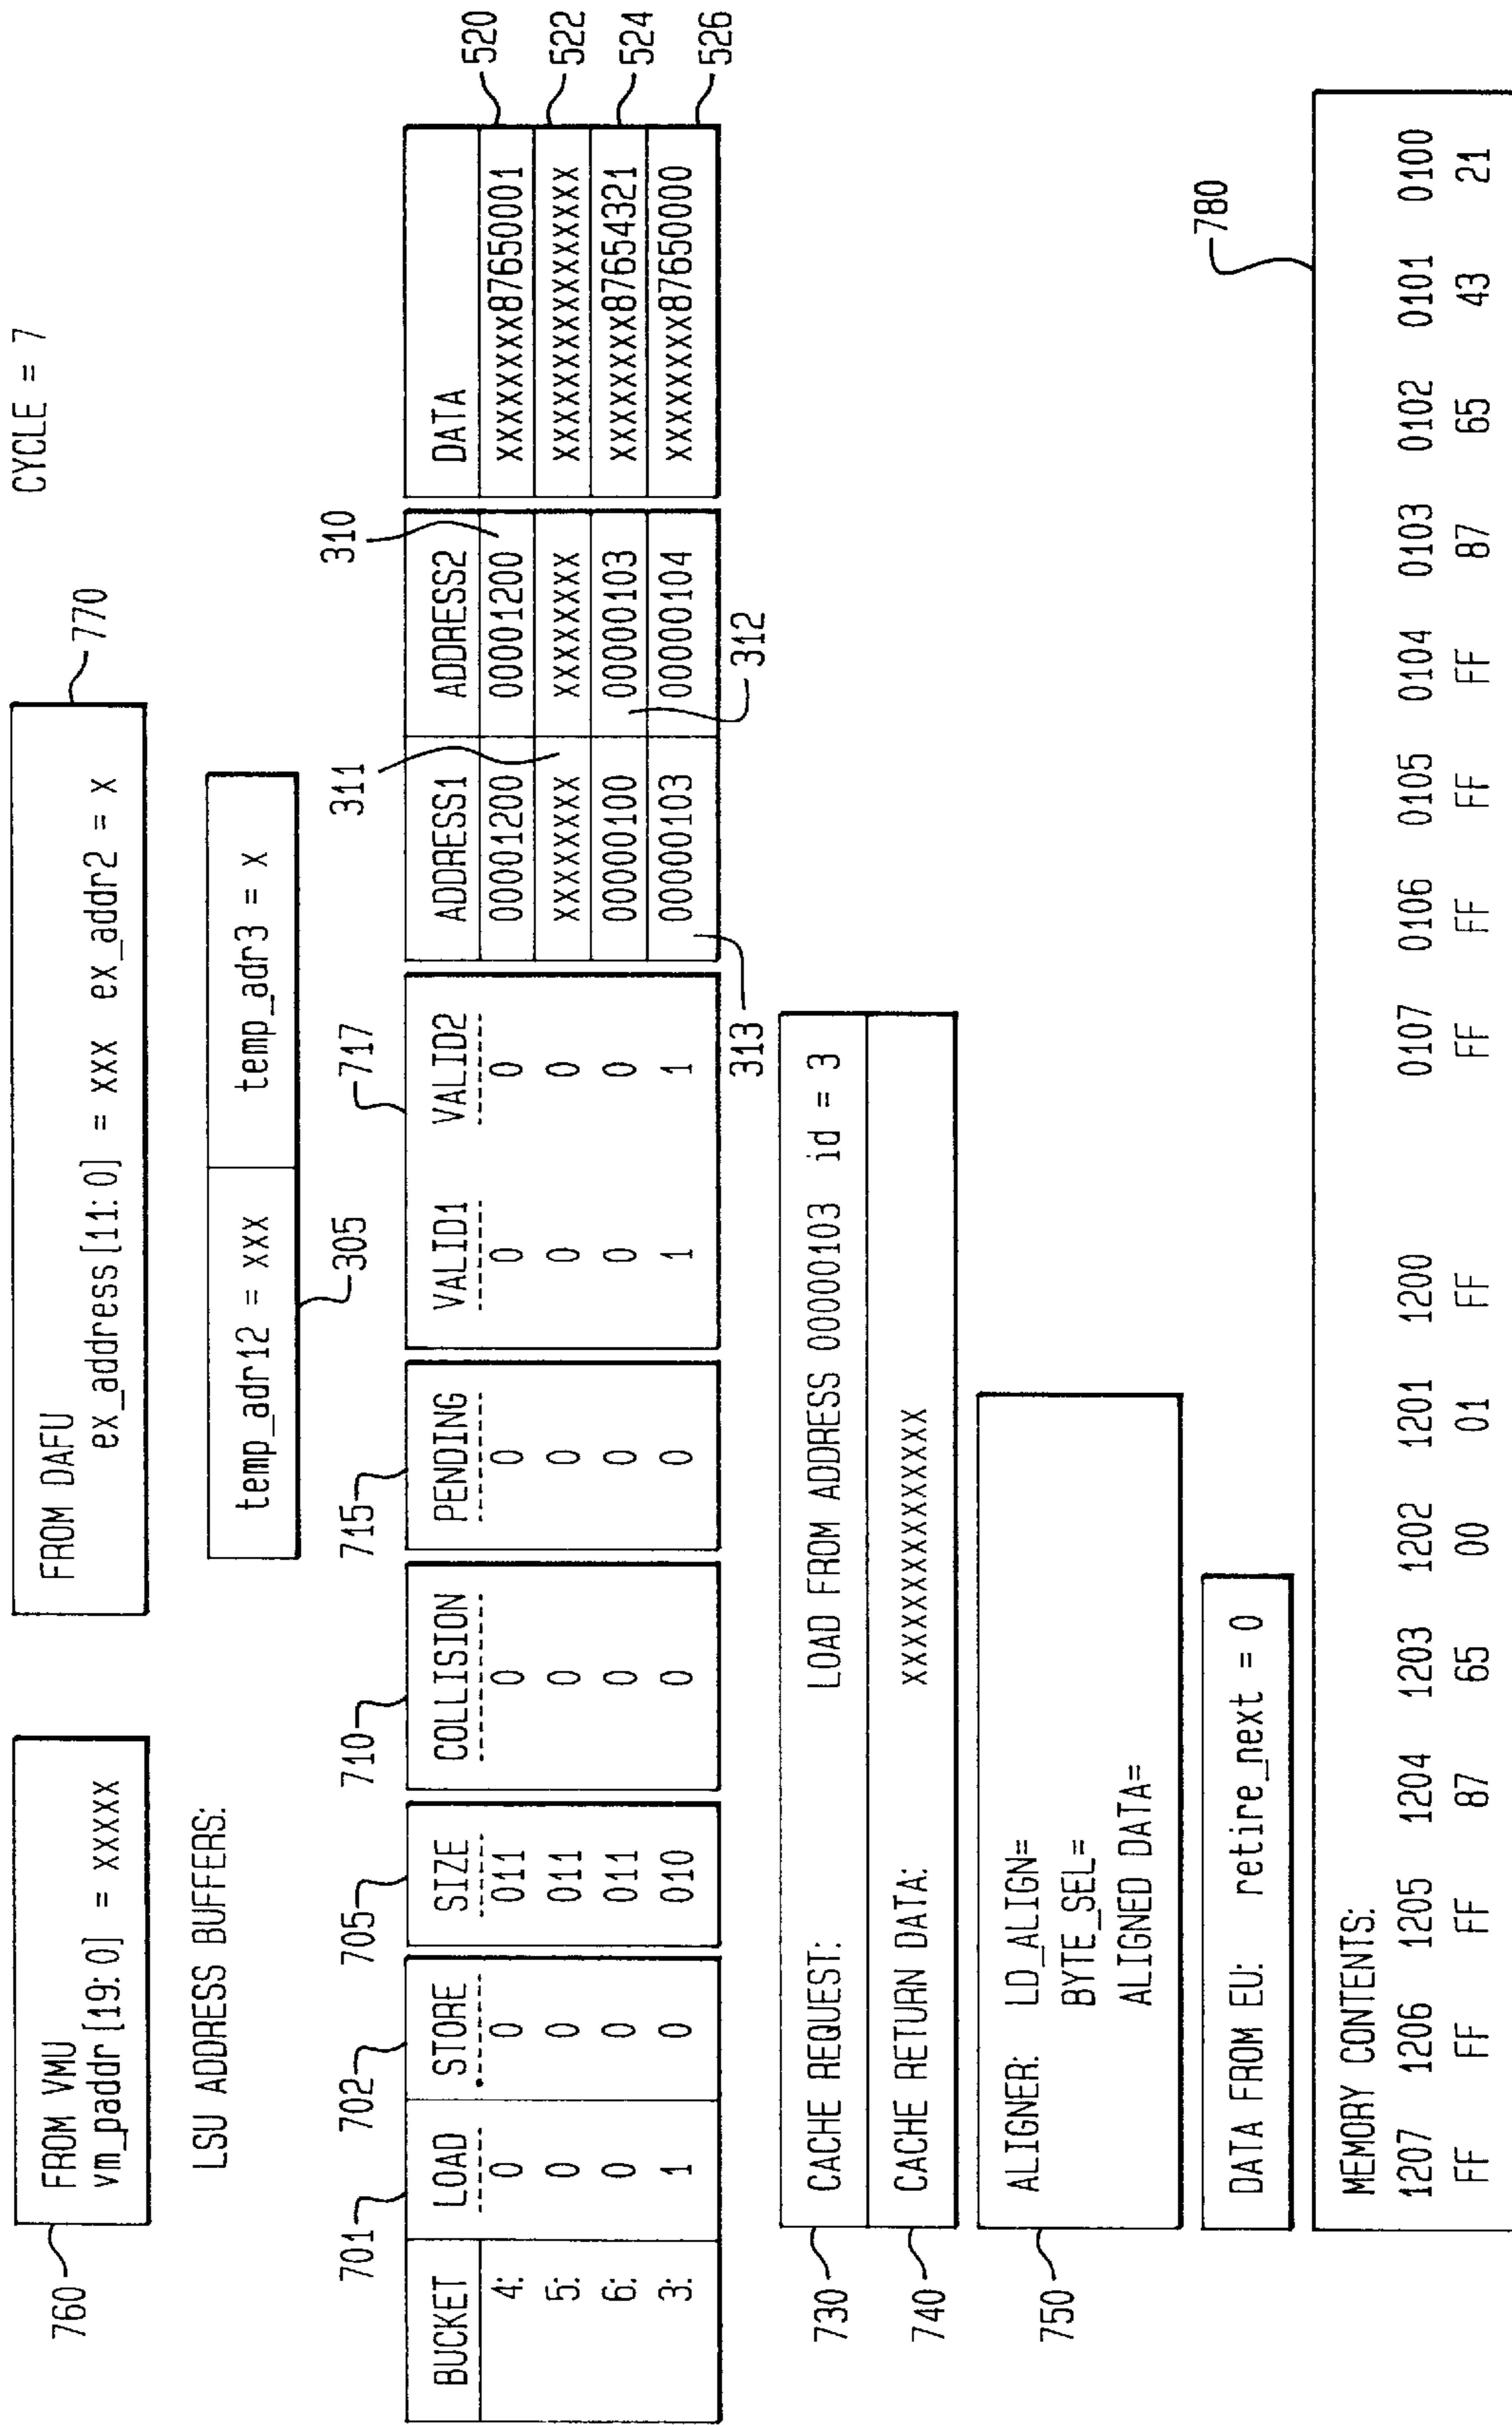 CYCLE = 7
FROM VMU
vm_paddr[19:0] = XXXXX
760
FROM DAFU
ex_address[11:0] = XXX ex_addr2 = X
770
LSU ADDRESS BUFFERS:
temp_adr12 = XXX temp_adr3 = X
305
701 702 705 710 715 717 311 310
BUCKET LOAD STORE SIZE COLLISION PENDING VALID1 VALID2 ADDRESS1 ADDRESS2 DATA
4: 0 0 011 0 0 0 0 00001200 00001200 XXXXXXXX87650001 520
5: 0 0 011 0 0 0 0 XXXXXXXX XXXXXXXX XXXXXXXXXXXXXXXX 522
6: 0 0 011 0 0 0 0 00000100 00000103 XXXXXXXX87654321 524
3: 1 0 010 0 0 1 1 00000103 00000104 XXXXXXXX87650000 526
313 312
CACHE REQUEST: LOAD FROM ADDRESS 00000103 id = 3
730
CACHE RETURN DATA: XXXXXXXXXXXXXXXX
740
ALIGNER: LD_ALIGN=
BYTE_SEL=
ALIGNED DATA=
750
DATA FROM EU: retire_next = 0
780
MEMORY CONTENTS:
1207 1206 1205 1204 1203 1202 1201 1200 0107 0106 0105 0104 0103 0102 0101 0100
FF FF FF 87 65 00 01 FF FF FF FF FF 87 65 43 21